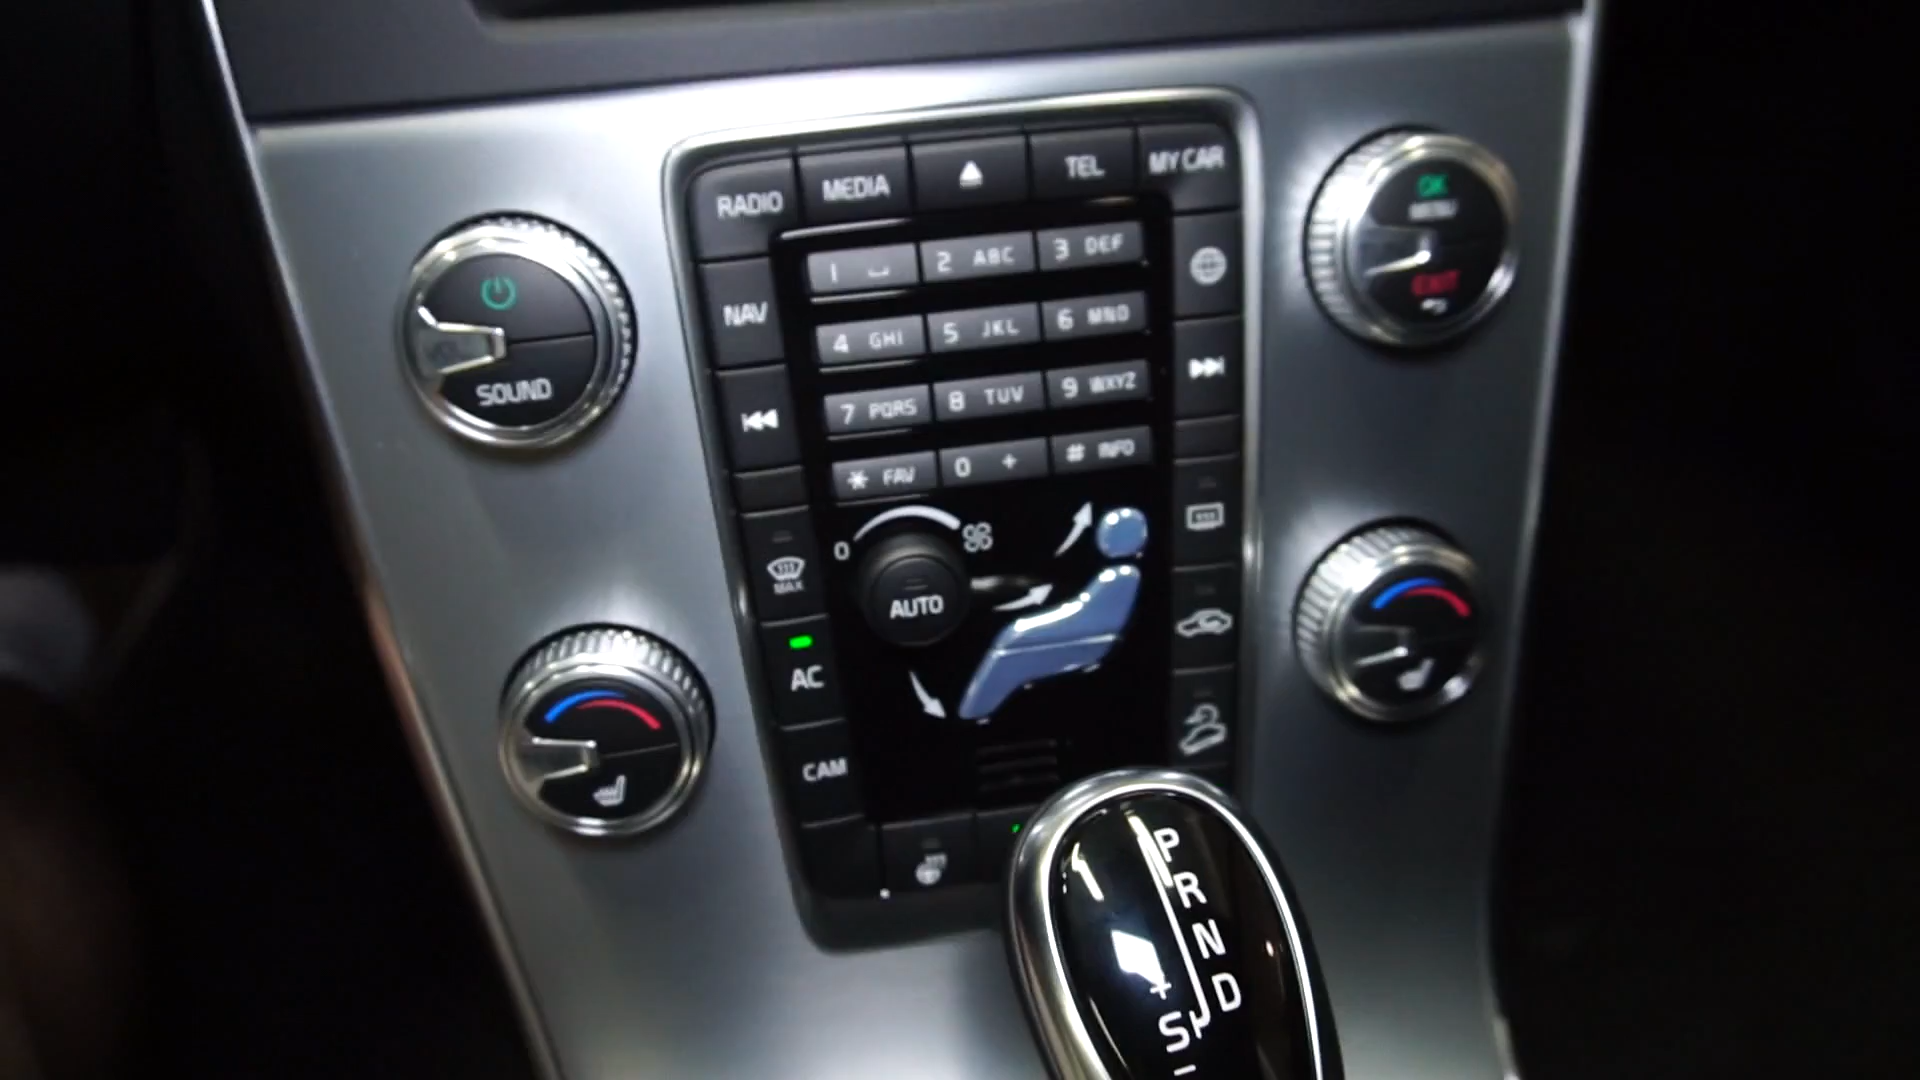 RADIO
MEDIA
TEL
MY CAR
OK
MENU
EXIT
SOUND
NAV
1
2 ABC
3 DEF
4 GHI
5 JKL
6 MNO
7 PQRS
8 TUV
9 WXYZ
* FAV
0 +
# INFO
0
MAX
AUTO
AC
CAM
P
R
N
D
+
S
-